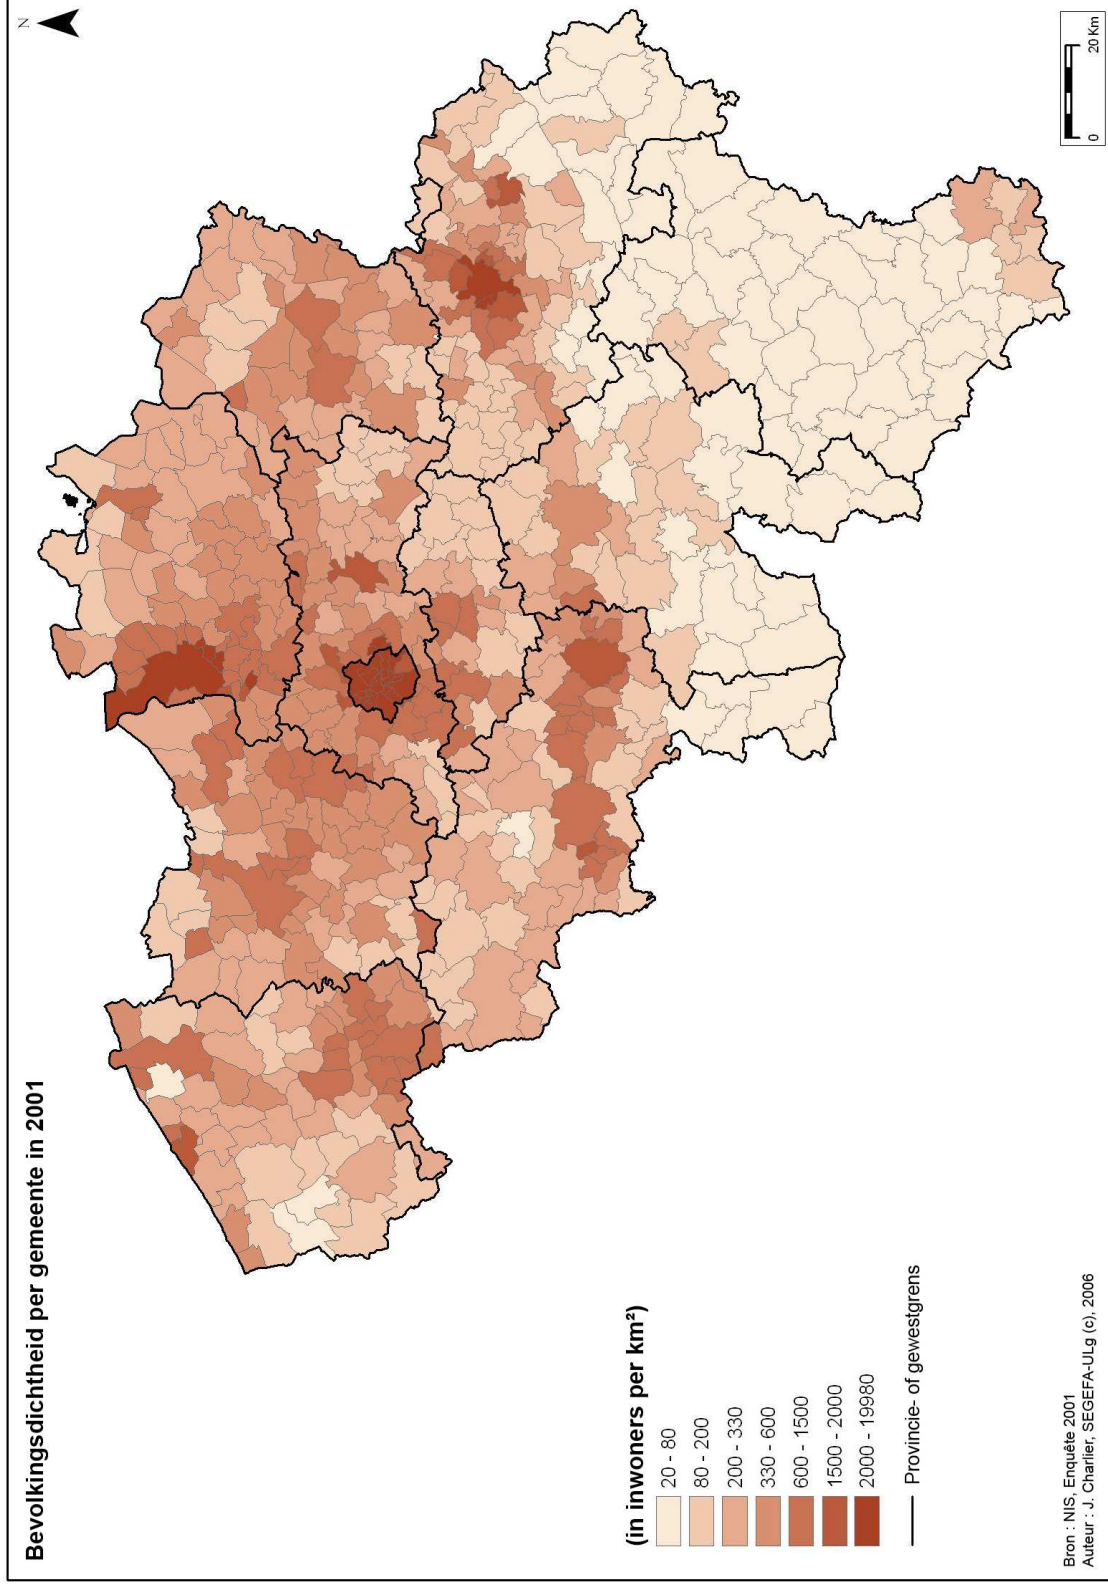 Bevolkingsdichtheid per gemeente in 2001
N
(in inwoners per km²)
20 - 80
80 - 200
200 - 330
330 - 600
600 - 1500
1500 - 2000
2000 - 19980
Provincie- of gewestgrens
Bron : NIS, Enquête 2001
Auteur : J. Charlier, SEGEFA-ULg (c), 2006
0 20 Km